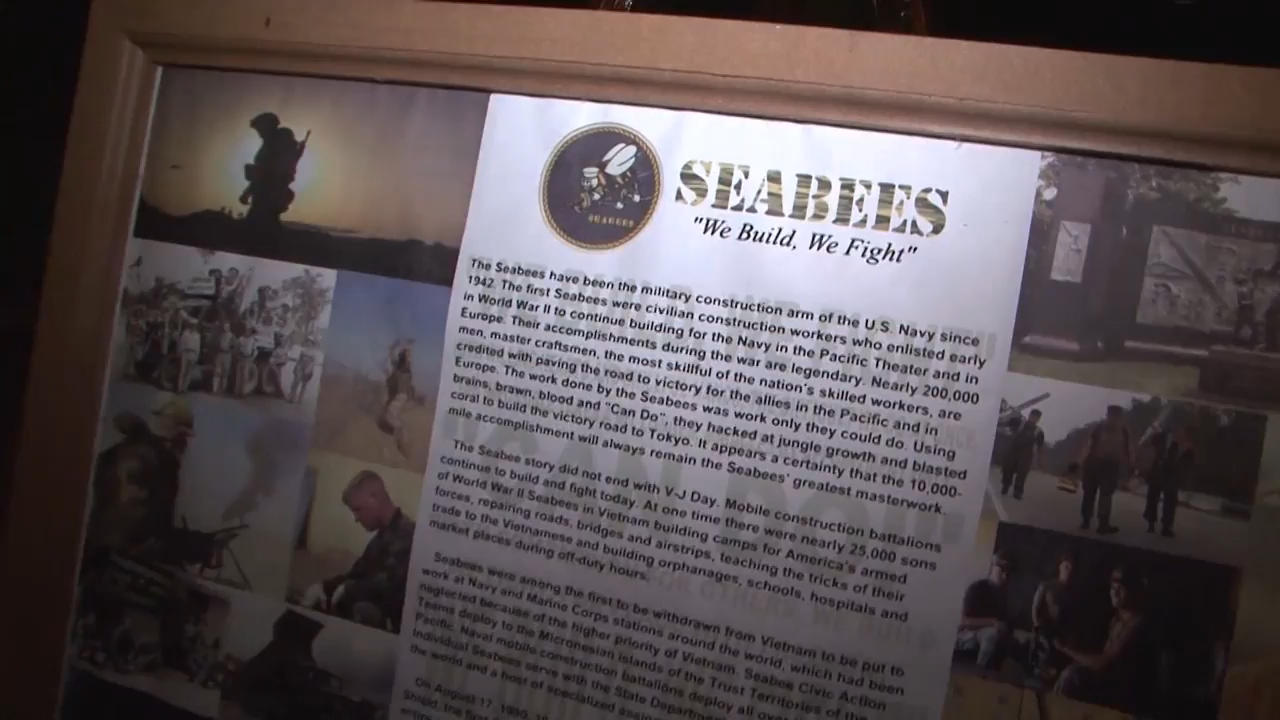 SEABEES
SEABEES
"We Build, We Fight"
The Seabees have been the military construction arm of the U.S. Navy since
1942. The first Seabees were civilian construction workers who enlisted early
in World War II to continue building for the Navy in the Pacific Theater and in
Europe. Their accomplishments during the war are legendary. Nearly 200,000
men, master craftsmen, the most skillful of the nation's skilled workers, are
credited with paving the road to victory for the allies in the Pacific and in
Europe. The work done by the Seabees was work only they could do. Using
brains, brawn, blood and "Can Do", they hacked at jungle growth and blasted
coral to build the victory road to Tokyo. It appears a certainty that the 10,000-
mile accomplishment will always remain the Seabees' greatest masterwork.
The Seabee story did not end with V-J Day. Mobile construction battalions
continue to build and fight today. At one time there were nearly 25,000 sons
of World War II Seabees in Vietnam building camps for America's armed
forces, repairing roads, bridges and airstrips, teaching the tricks of their
trade to the Vietnamese and building orphanages, schools, hospitals and
market places during off-duty hours.
Seabees were among the first to be withdrawn from Vietnam to be put to
work at Navy and Marine Corps stations around the world, which had been
neglected because of the higher priority of Vietnam. Seabee Civic Action
Teams deploy to the Micronesian islands of the Trust Territories of the
Pacific. Naval mobile construction battalions deploy all over
Individual Seabees serve with the State Department
the world and a host of specialized
On August 17, 1990,
Shield, the first